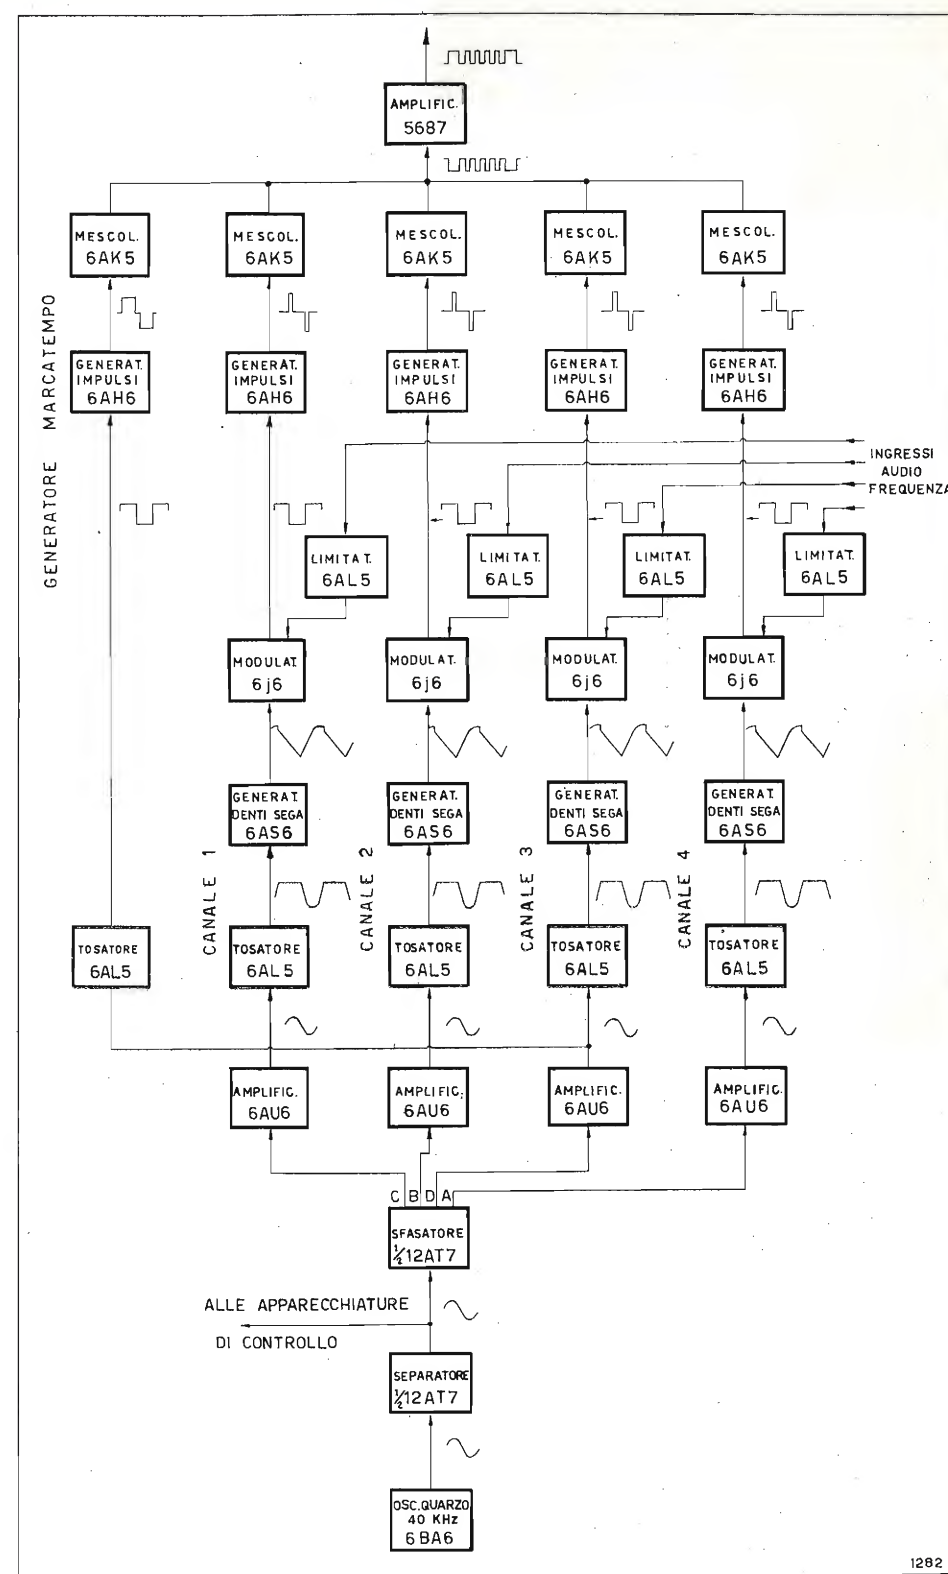 AMPLIFIC.
5687
MESCOL.
6AK5
MESCOL.
6AK5
MESCOL.
6AK5
MESCOL.
6AK5
MESCOL.
6AK5
GENERATORE MARCATEMPO
GENERAT.
IMPULSI
6AH6
GENERAT.
IMPULSI
6AH6
GENERAT.
IMPULSI
6AH6
GENERAT.
IMPULSI
6AH6
GENERAT.
IMPULSI
6AH6
INGRESSI
AUDIO
FREQUENZA
LIMITAT.
6AL5
LIMITAT.
6AL5
LIMITAT.
6AL5
LIMITAT.
6AL5
MODULAT.
6j6
MODULAT.
6j6
MODULAT.
6j6
MODULAT.
6j6
GENERAT.
DENTI SEGA
6AS6
GENERAT.
DENTI SEGA
6AS6
GENERAT.
DENTI SEGA
6AS6
GENERAT.
DENTI SEGA
6AS6
CANALE 1
CANALE 2
CANALE 3
CANALE 4
TOSATORE
6AL5
TOSATORE
6AL5
TOSATORE
6AL5
TOSATORE
6AL5
TOSATORE
6AL5
AMPLIFIC.
6AU6
AMPLIFIC.
6AU6
AMPLIFIC.
6AU6
AMPLIFIC.
6AU6
C B D A
SFASATORE
½12AT7
ALLE APPARECCHIATURE
DI CONTROLLO
SEPARATORE
½12AT7
OSC.QUARZO
40 KHz
6BA6
1282